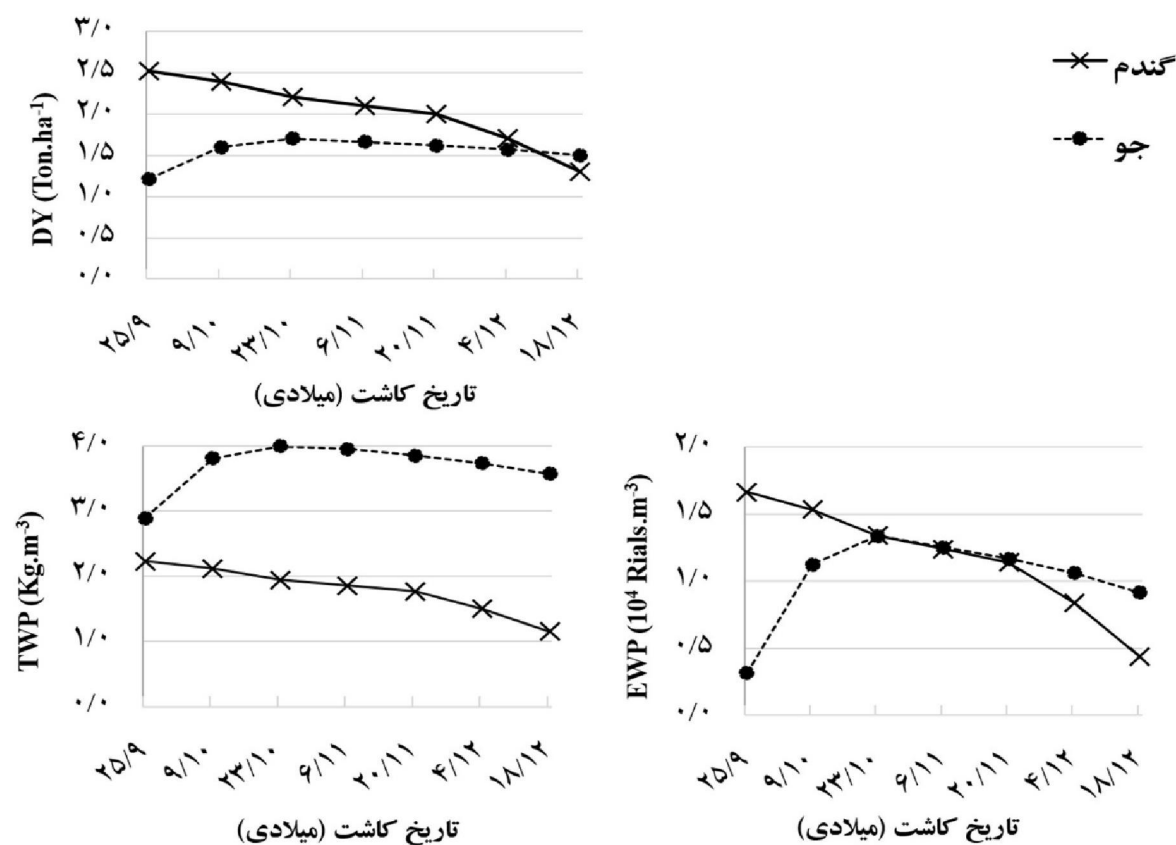 گندم
جو
DY (Ton.ha⁻¹)
۳/۰
۲/۵
۲/۰
۱/۵
۱/۰
۰/۵
۰/۰
۲۵/۹ ۹/۱۰ ۲۳/۱۰ ۶/۱۱ ۲۰/۱۱ ۴/۱۲ ۱۸/۱۲
تاریخ کاشت (میلادی)
TWP (Kg.m⁻³)
۴/۰
۳/۰
۲/۰
۱/۰
۰/۰
۲۵/۹ ۹/۱۰ ۲۳/۱۰ ۶/۱۱ ۲۰/۱۱ ۴/۱۲ ۱۸/۱۲
تاریخ کاشت (میلادی)
EWP (10⁴ Rials.m⁻³)
۲/۰
۱/۵
۱/۰
۰/۵
۰/۰
۲۵/۹ ۹/۱۰ ۲۳/۱۰ ۶/۱۱ ۲۰/۱۱ ۴/۱۲ ۱۸/۱۲
تاریخ کاشت (میلادی)